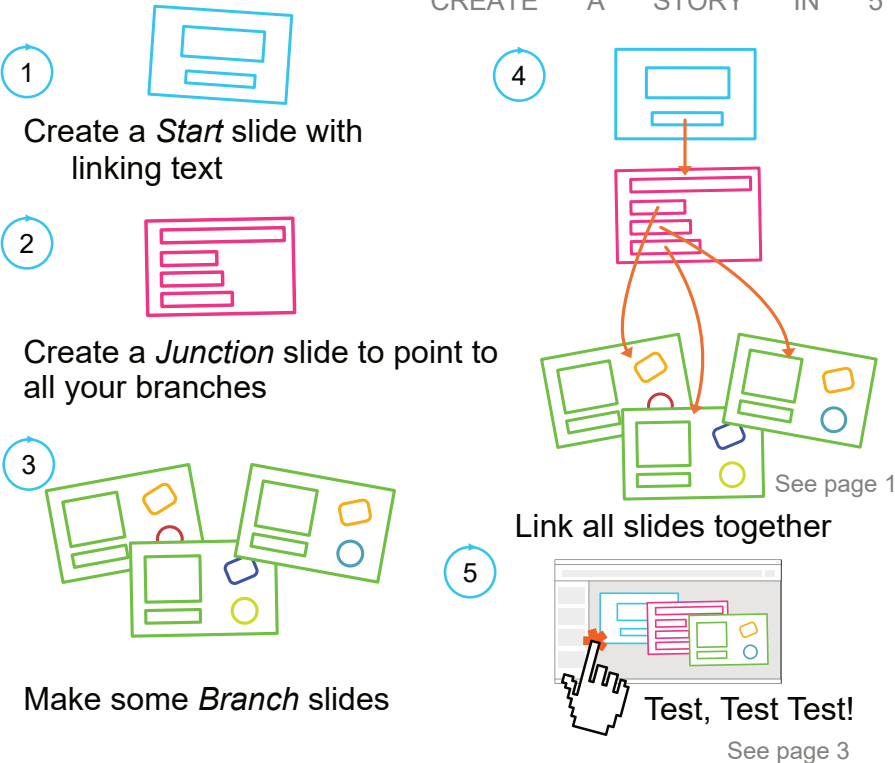 CREATE A STORY IN 5
1
Create a Start slide with
linking text
2
Create a Junction slide to point to
all your branches
3
Make some Branch slides
4
See page 1
Link all slides together
5
Test, Test Test!
See page 3